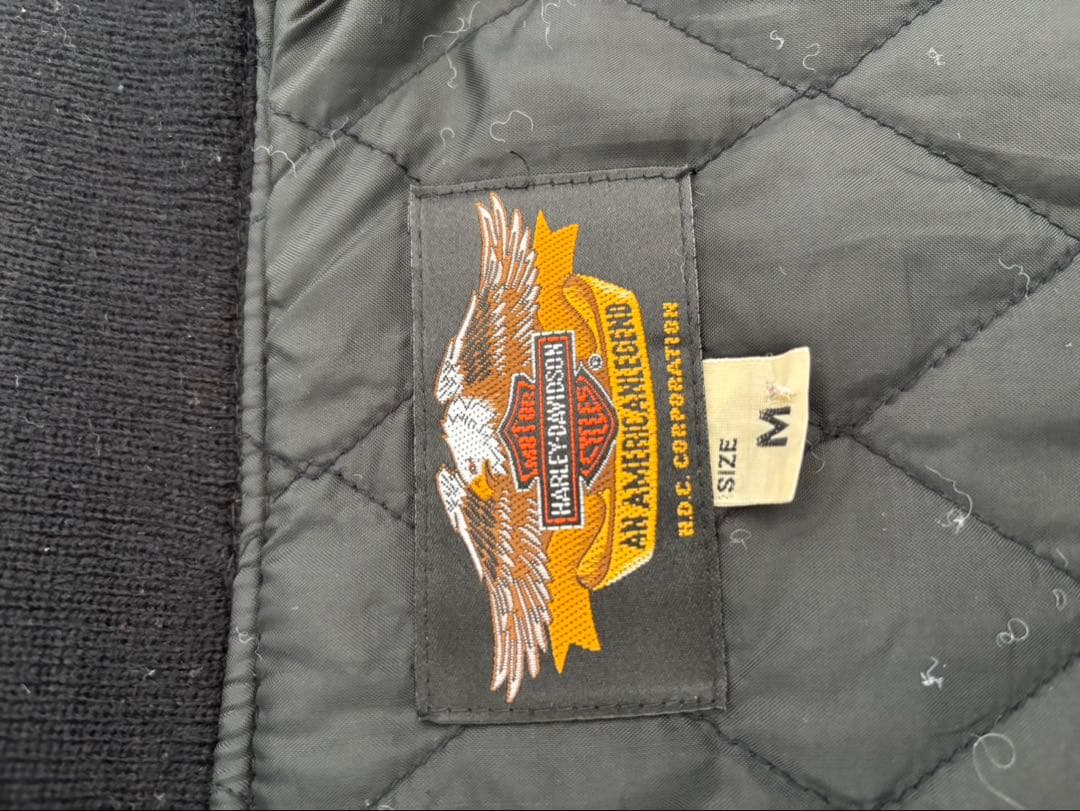 MOTOR
HARLEY-DAVIDSON
CYCLES
®
AN AMERICAN LEGEND
H.D.C. CORPORATION
SIZE
M